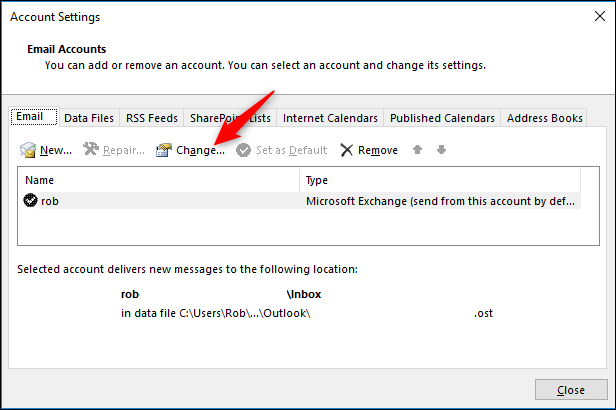 Account Settings
Email Accounts
You can add or remove an account. You can select an account and change its settings.
Email Data Files RSS Feeds SharePoint Lists Internet Calendars Published Calendars Address Books
New... Repair... Change... Set as Default Remove
Name Type
rob Microsoft Exchange (send from this account by def...
Selected account delivers new messages to the following location:
rob \Inbox
in data file C:\Users\Rob\...\Outlook\ .ost
Close